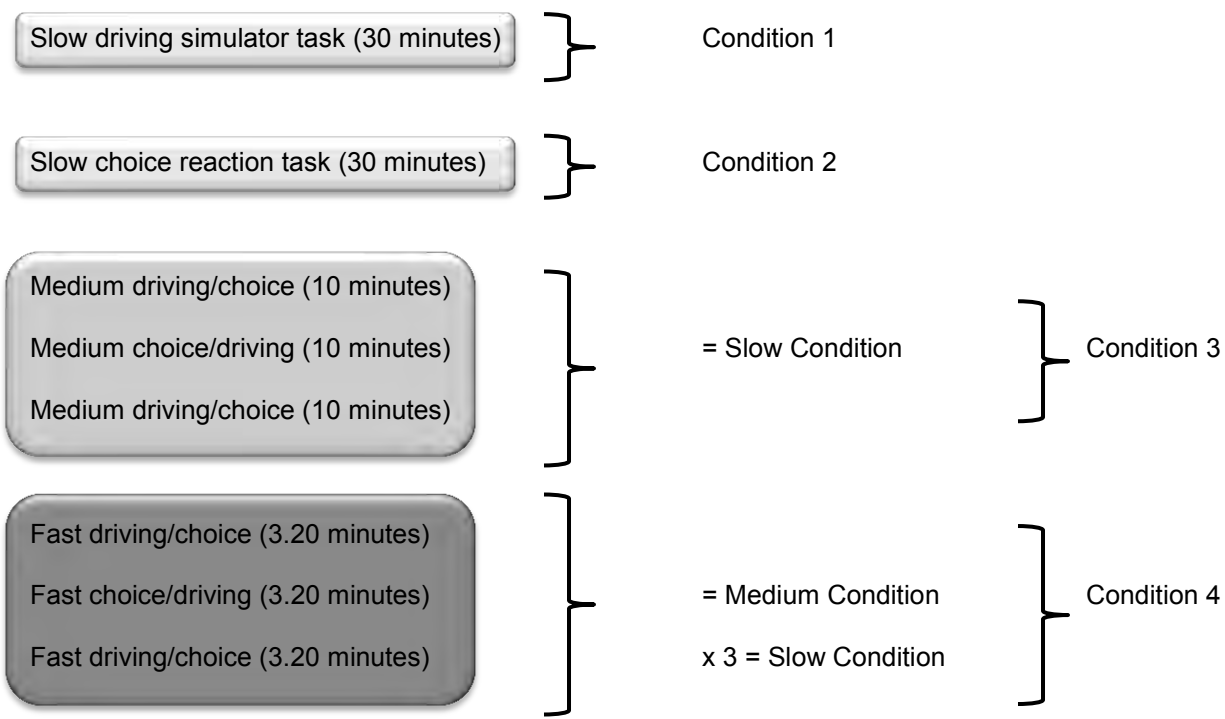 Slow driving simulator task (30 minutes) Condition 1
Slow choice reaction task (30 minutes) Condition 2
Medium driving/choice (10 minutes)
Medium choice/driving (10 minutes) = Slow Condition Condition 3
Medium driving/choice (10 minutes)
Fast driving/choice (3.20 minutes)
Fast choice/driving (3.20 minutes) = Medium Condition Condition 4
Fast driving/choice (3.20 minutes) x 3 = Slow Condition